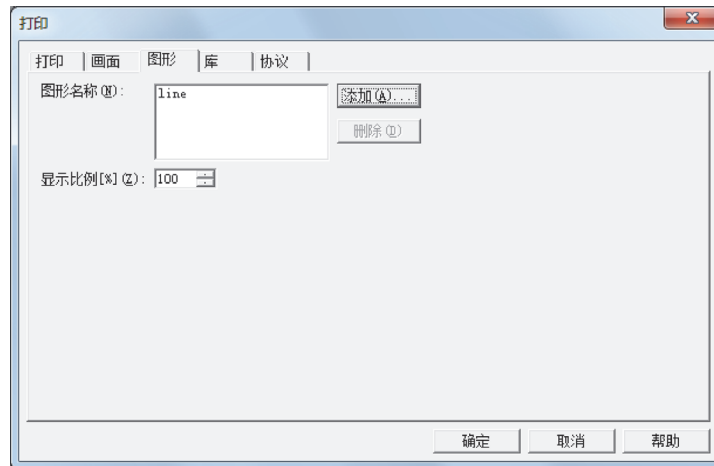 打印
打印 画面 图形 库 协议
图形名称(N): line 添加(A)...
删除(D)
显示比例[%](Z): 100
确定 取消 帮助